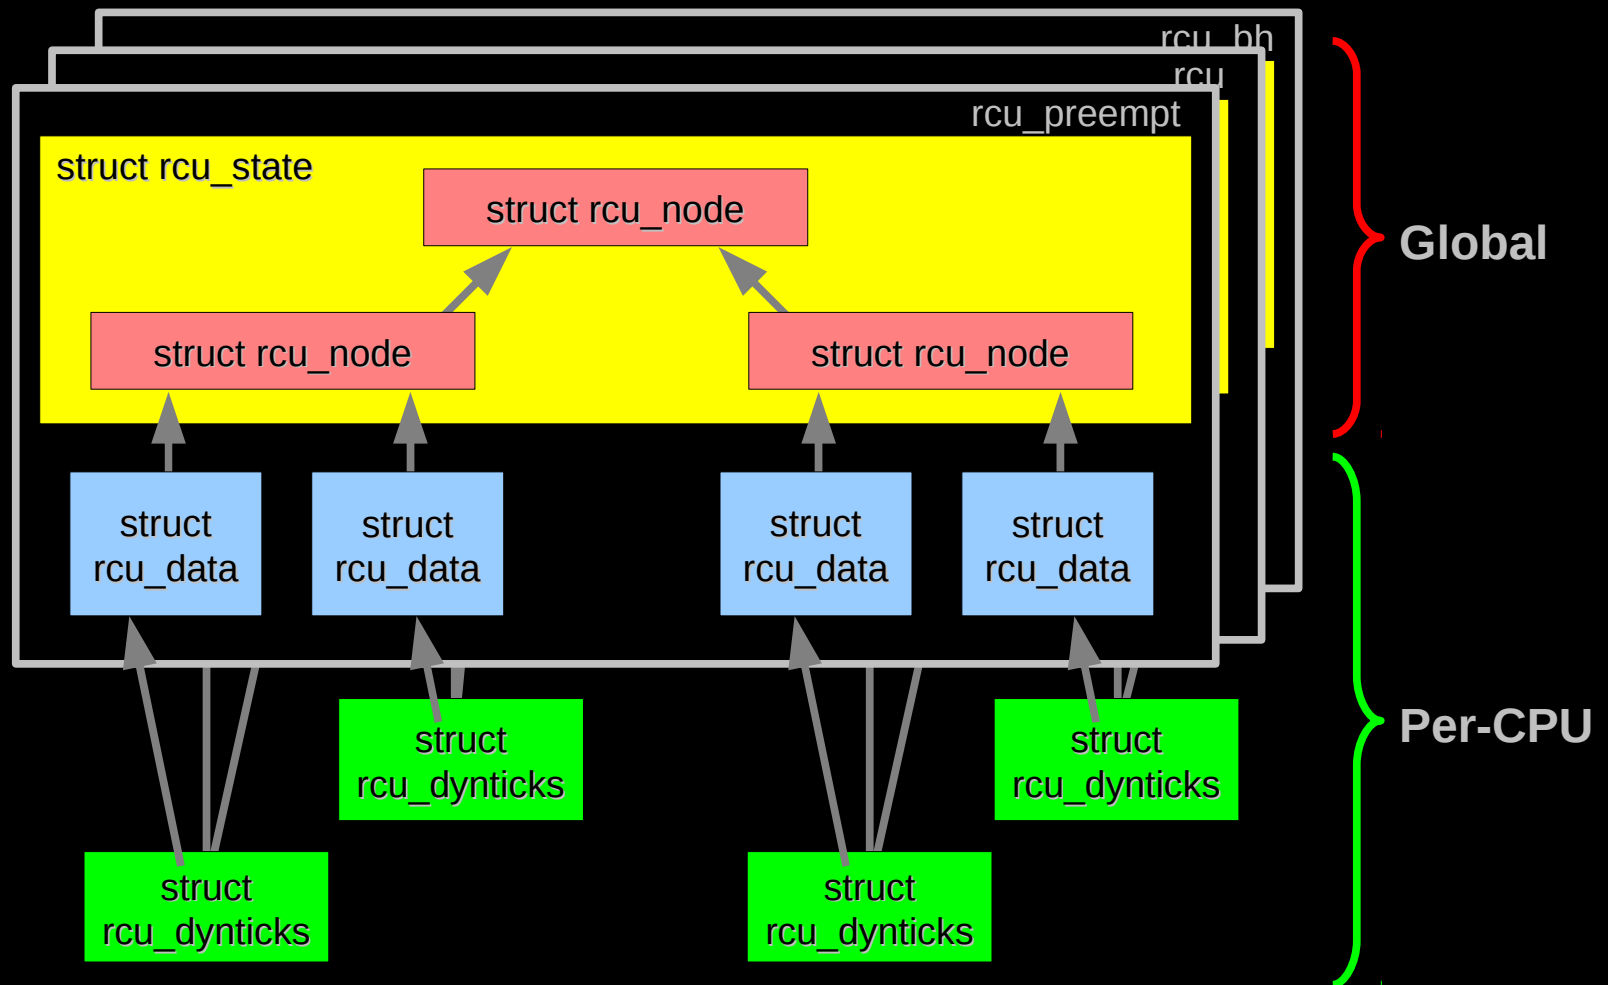 rcu_bh
rcu
rcu_preempt
struct rcu_state
struct rcu_node
Global
struct rcu_node
struct rcu_node
struct
rcu_data
struct
rcu_data
struct
rcu_data
struct
rcu_data
Per-CPU
struct
rcu_dynticks
struct
rcu_dynticks
struct
rcu_dynticks
struct
rcu_dynticks